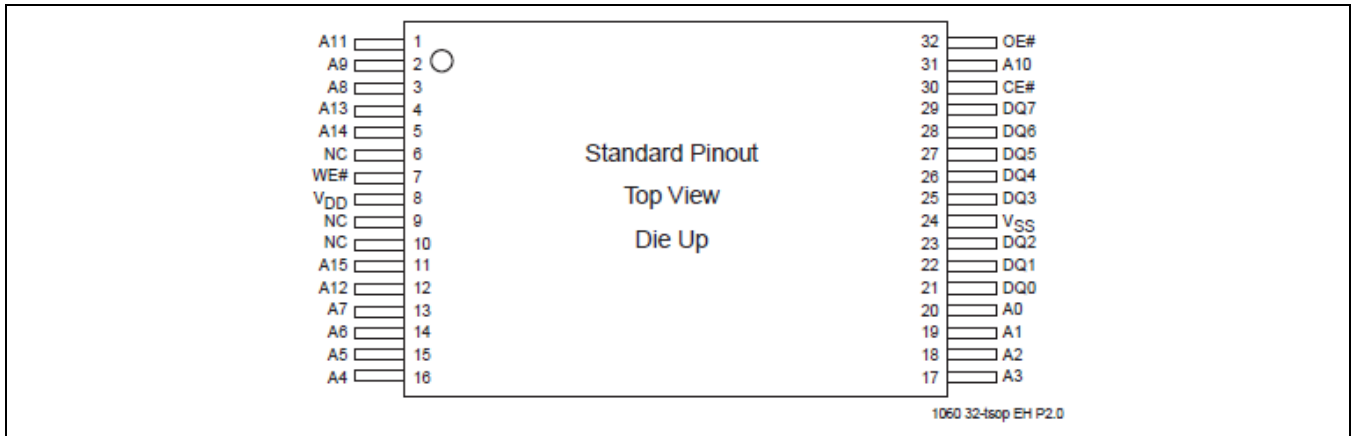 A11 1 32 OE#
A9 2 31 A10
A8 3 30 CE#
A13 4 29 DQ7
A14 5 28 DQ6
NC 6 Standard Pinout 27 DQ5
WE# 7 26 DQ4
VDD 8 Top View 25 DQ3
NC 9 24 VSS
NC 10 Die Up 23 DQ2
A15 11 22 DQ1
A12 12 21 DQ0
A7 13 20 A0
A6 14 19 A1
A5 15 18 A2
A4 16 17 A3
1060 32-tsop EH P2.0